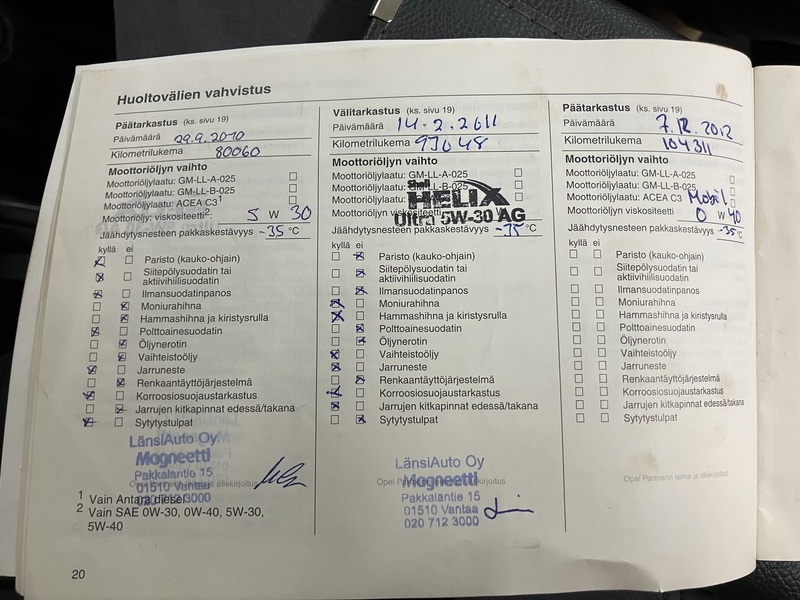 Huoltovälien vahvistus
Päätarkastus (ks. sivu 19)
Päivämäärä 29.9.2010
Kilometrilukema 80060
Moottoriöljyn vaihto
Moottoriöljylaatu: GM-LL-A-025
Moottoriöljylaatu: GM-LL-B-025
Moottoriöljylaatu: ACEA C3¹
Moottoriöljy: viskositeetti²: 5 W 30
Jäähdytysnesteen pakkaskestävyys -35 °C
kyllä ei
Paristo (kauko-ohjain)
Siitepölysuodatin tai
aktiivihiilisuodatin
Ilmansuodatinpanos
Moniurahihna
Hammashihna ja kiristysrulla
Polttoainesuodatin
Öljynerotin
Vaihteistoöljy
Jarruneste
Renkaantäyttöjärjestelmä
Korroosiosuojaustarkastus
Jarrujen kitkapinnat edessä/takana
Sytytystulpat
LänsiAuto Oy
Magneetti
Pakkalantie 15
01510 Vantaa
3000
¹ Vain Antara diesel
² Vain SAE 0W-30, 0W-40, 5W-30,
5W-40
20
Välitarkastus (ks. sivu 19)
Päivämäärä 14.2.2011
Kilometrilukema
Moottoriöljyn vaihto
Moottoriöljylaatu: GM-LL-A-025
Moottoriöljylaatu: GM-LL-B-025
Moottoriöljylaatu: ACEA C3
Moottoriöljyn viskositeetti
Shell
HELIX
Ultra 5W-30 AG
Jäähdytysnesteen pakkaskestävyys -35 °C
kyllä ei
Paristo (kauko-ohjain)
Siitepölysuodatin tai
aktiivihiilisuodatin
Ilmansuodatinpanos
Moniurahihna
Hammashihna ja kiristysrulla
Polttoainesuodatin
Öljynerotin
Vaihteistoöljy
Jarruneste
Renkaantäyttöjärjestelmä
Korroosiosuojaustarkastus
Jarrujen kitkapinnat edessä/takana
Sytytystulpat
LänsiAuto Oy
Magneetti
Pakkalantie 15
01510 Vantaa
020 712 3000
Päätarkastus (ks. sivu 19)
Päivämäärä 7.12.2012
Kilometrilukema 104311
Moottoriöljyn vaihto
Moottoriöljylaatu: GM-LL-A-025
Moottoriöljylaatu: GM-LL-B-025
Moottoriöljylaatu: ACEA C3 Mobil
Moottoriöljyn viskositeetti 0 W 40
Jäähdytysnesteen pakkaskestävyys -35 °C
kyllä ei
Paristo (kauko-ohjain)
Siitepölysuodatin tai
aktiivihiilisuodatin
Ilmansuodatinpanos
Moniurahihna
Hammashihna ja kiristysrulla
Polttoainesuodatin
Öljynerotin
Vaihteistoöljy
Jarruneste
Renkaantäyttöjärjestelmä
Korroosiosuojaustarkastus
Jarrujen kitkapinnat edessä/takana
Sytytystulpat
Opel Partnerin leima ja allekirjoitus